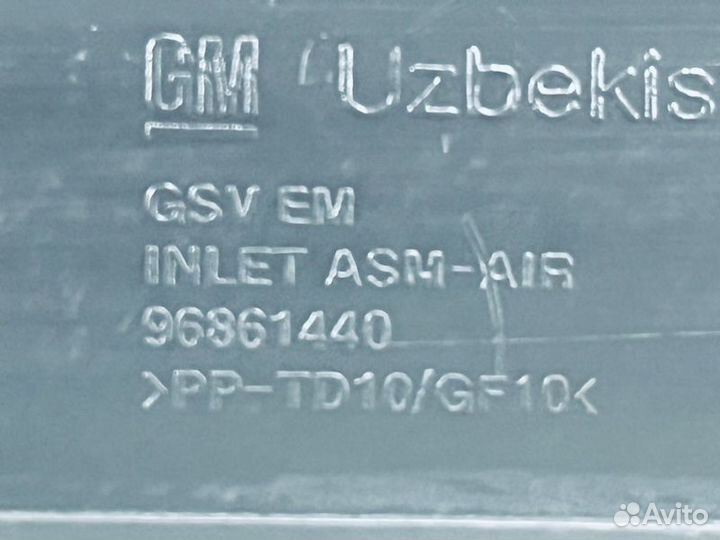 GM Uzbekis
GSV EM
INLET ASM-AIR
96861440
>PP-TD10/GF10<
Avito